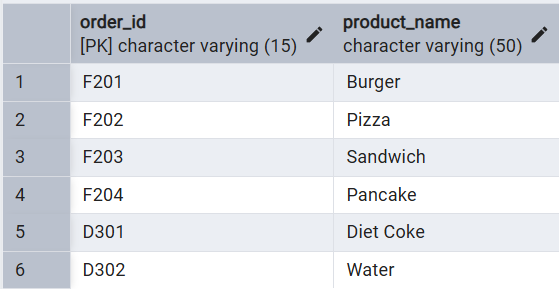 order_id product_name
[PK] character varying (15) character varying (50)
1 F201 Burger
2 F202 Pizza
3 F203 Sandwich
4 F204 Pancake
5 D301 Diet Coke
6 D302 Water